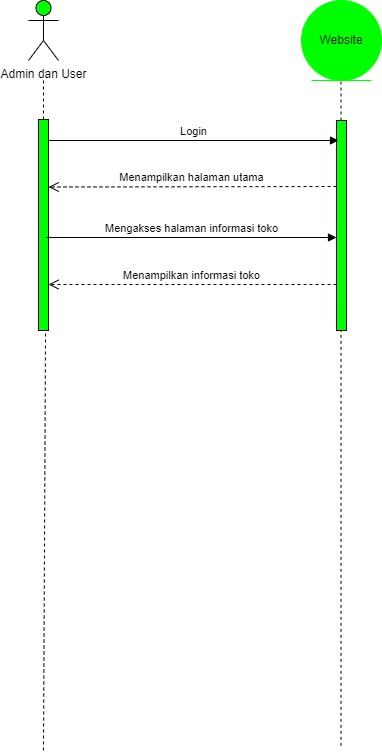 Website
Admin dan User
Login
Menampilkan halaman utama
Mengakses halaman informasi toko
Menampilkan informasi toko